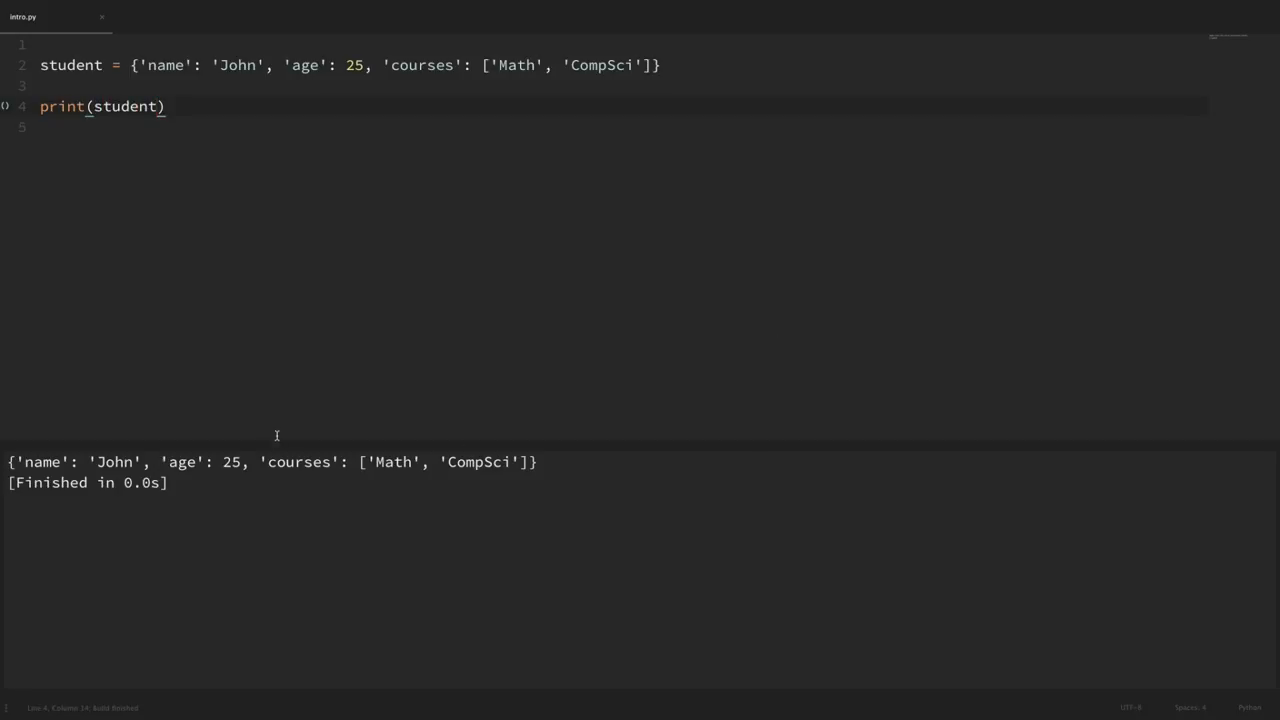 intro.py ×
1
2 student = {'name': 'John', 'age': 25, 'courses': ['Math', 'CompSci']}
3
4 print(student)
5
{'name': 'John', 'age': 25, 'courses': ['Math', 'CompSci']}
[Finished in 0.0s]
Line 4, Column 14; Build finished UTF-8 Spaces: 4 Python